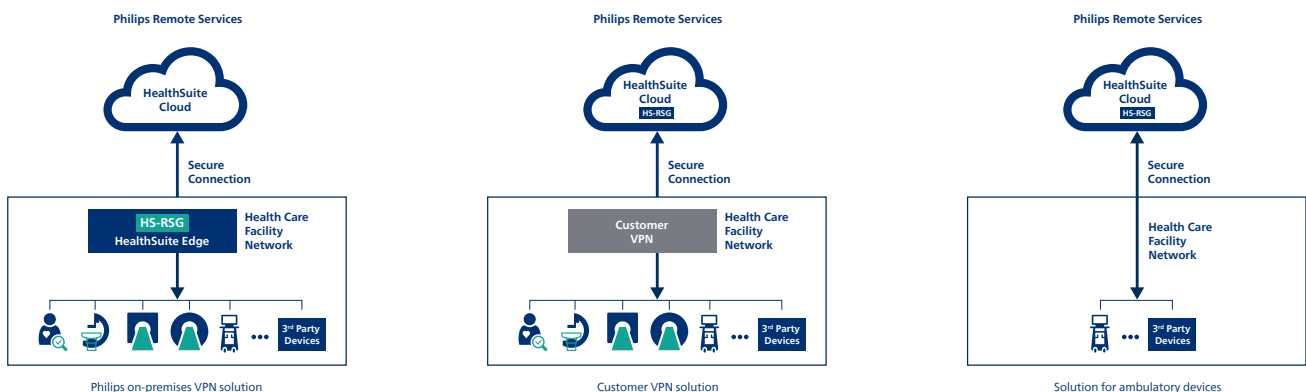 Philips Remote Services
HealthSuite
Cloud
Secure
Connection
HS-RSG
HealthSuite Edge
Health Care
Facility
Network
•••
3rd Party
Devices
Philips on-premises VPN solution
Philips Remote Services
HealthSuite
Cloud
HS-RSG
Secure
Connection
Customer
VPN
Health Care
Facility
Network
•••
3rd Party
Devices
Customer VPN solution
Philips Remote Services
HealthSuite
Cloud
HS-RSG
Secure
Connection
Health Care
Facility
Network
•••
3rd Party
Devices
Solution for ambulatory devices